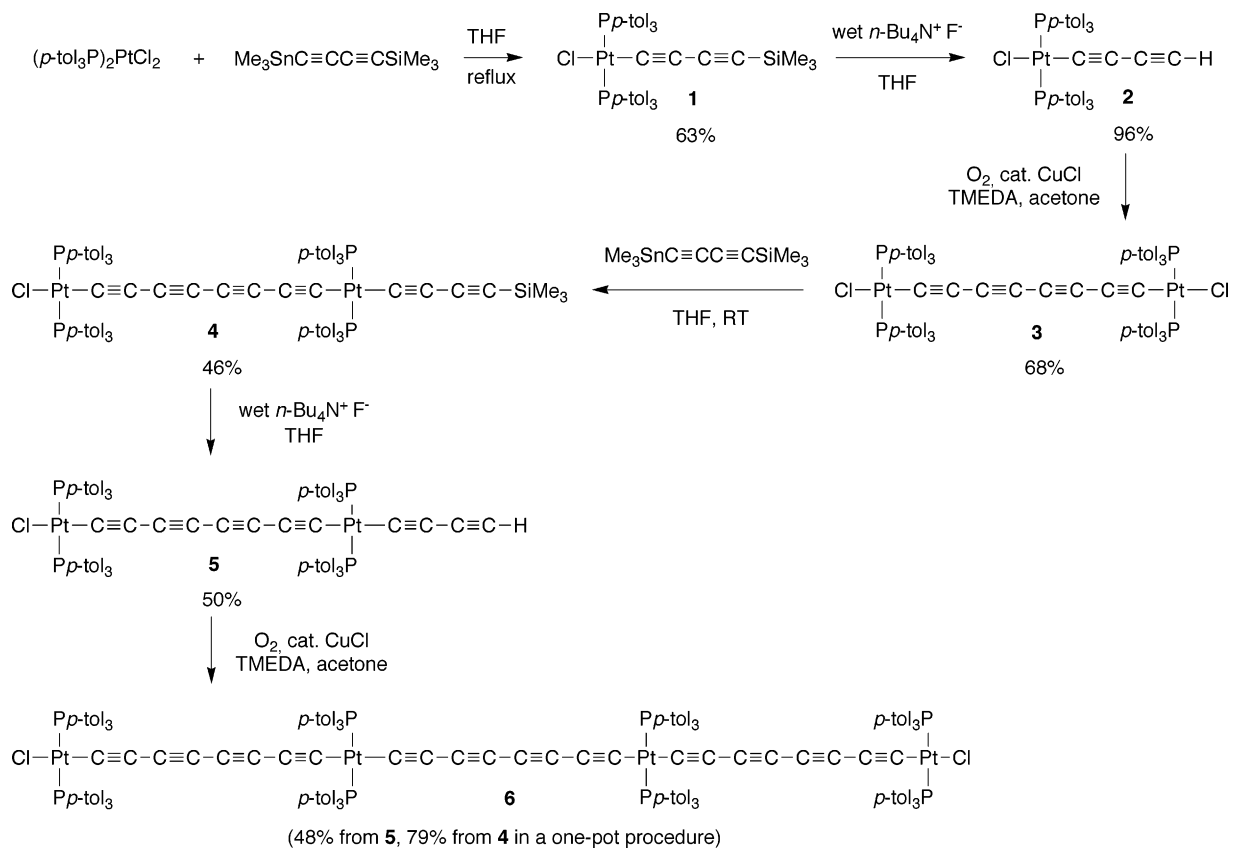 (p-tol₃P)₂PtCl₂ + Me₃SnC≡CC≡CSiMe₃
THF
reflux
Pp-tol₃
Cl–Pt–C≡C–C≡C–SiMe₃
Pp-tol₃
1
63%
wet n-Bu₄N⁺ F⁻
THF
Pp-tol₃
Cl–Pt–C≡C–C≡C–H
Pp-tol₃
2
96%
O₂, cat. CuCl
TMEDA, acetone
Pp-tol₃ p-tol₃P
Cl–Pt–C≡C–C≡C–C≡C–C≡C–Pt–Cl
Pp-tol₃ p-tol₃P
3
68%
Me₃SnC≡CC≡CSiMe₃
THF, RT
Pp-tol₃ p-tol₃P
Cl–Pt–C≡C–C≡C–C≡C–C≡C–Pt–C≡C–C≡C–SiMe₃
Pp-tol₃ p-tol₃P
4
46%
wet n-Bu₄N⁺ F⁻
THF
Pp-tol₃ p-tol₃P
Cl–Pt–C≡C–C≡C–C≡C–C≡C–Pt–C≡C–C≡C–H
Pp-tol₃ p-tol₃P
5
50%
O₂, cat. CuCl
TMEDA, acetone
Pp-tol₃ p-tol₃P Pp-tol₃ p-tol₃P
Cl–Pt–C≡C–C≡C–C≡C–C≡C–Pt–C≡C–C≡C–C≡C–C≡C–Pt–C≡C–C≡C–C≡C–C≡C–Pt–Cl
Pp-tol₃ p-tol₃P Pp-tol₃ p-tol₃P
6
(48% from 5, 79% from 4 in a one-pot procedure)